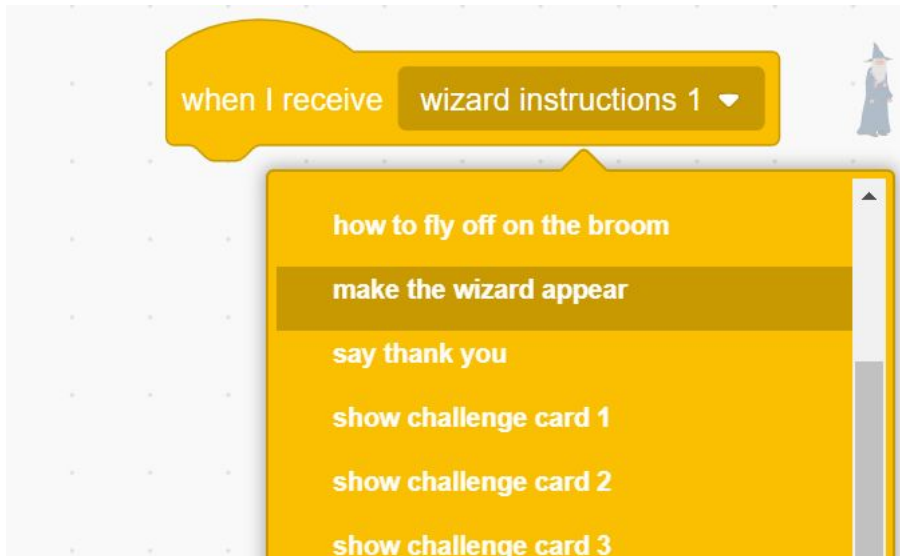 when I receive wizard instructions 1
how to fly off on the broom
make the wizard appear
say thank you
show challenge card 1
show challenge card 2
show challenge card 3